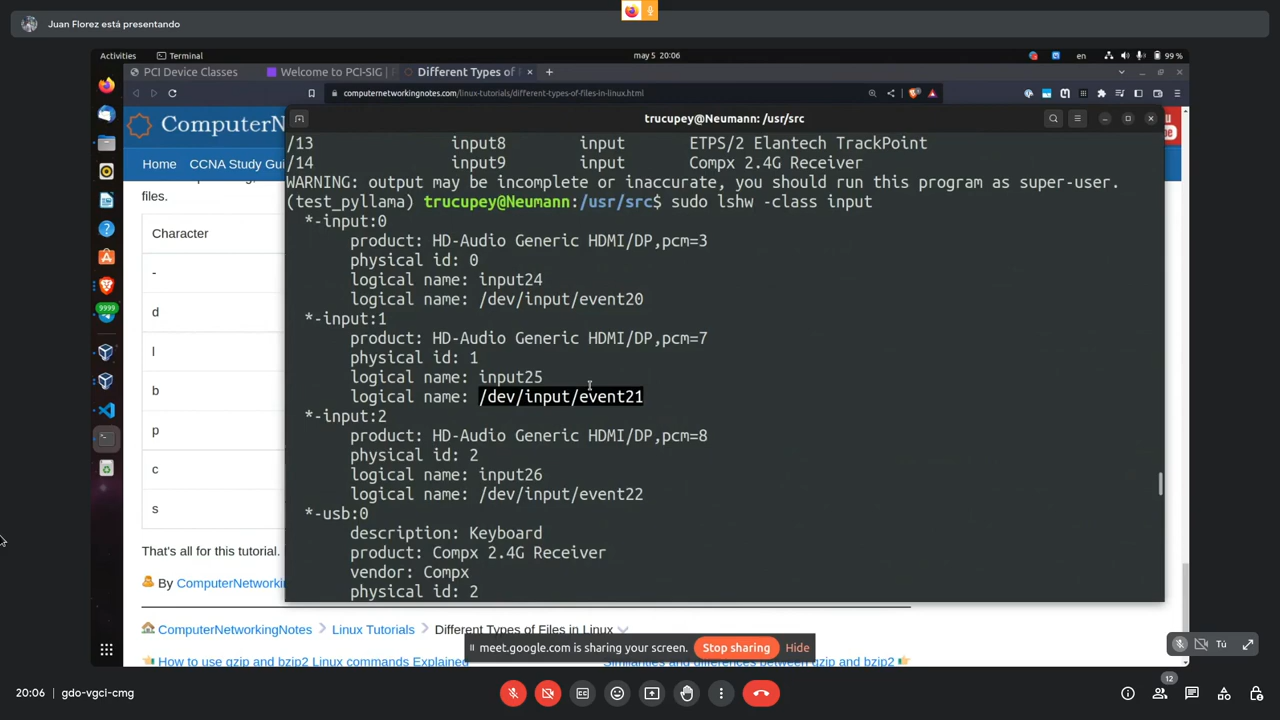 Juan Florez está presentando
Activities
Terminal
may 5 20:06
en
99 %
PCI Device Classes
Welcome to PCI-SIG |
Different Types of F
computernetworkingnotes.com/linux-tutorials/different-types-of-files-in-linux.html
ComputerN
Home CCNA Study Gui
files.
Character
-
d
l
b
p
c
s
That's all for this tutorial.
By ComputerNetworki
ComputerNetworkingNotes
Linux Tutorials
Different Types of Files in Linux
How to use gzip and bzip2 Linux commands Explained
Similarities and differences between gzip and bzip2
9999
trucupey@Neumann: /usr/src
/13 input8 input ETPS/2 Elantech TrackPoint
/14 input9 input Compx 2.4G Receiver
WARNING: output may be incomplete or inaccurate, you should run this program as super-user.
(test_pyllama) trucupey@Neumann:/usr/src$ sudo lshw -class input
*-input:0
product: HD-Audio Generic HDMI/DP,pcm=3
physical id: 0
logical name: input24
logical name: /dev/input/event20
*-input:1
product: HD-Audio Generic HDMI/DP,pcm=7
physical id: 1
logical name: input25
logical name: /dev/input/event21
*-input:2
product: HD-Audio Generic HDMI/DP,pcm=8
physical id: 2
logical name: input26
logical name: /dev/input/event22
*-usb:0
description: Keyboard
product: Compx 2.4G Receiver
vendor: Compx
physical id: 2
meet.google.com is sharing your screen.
Stop sharing
Hide
Tú
20:06
gdo-vgci-cmg
12